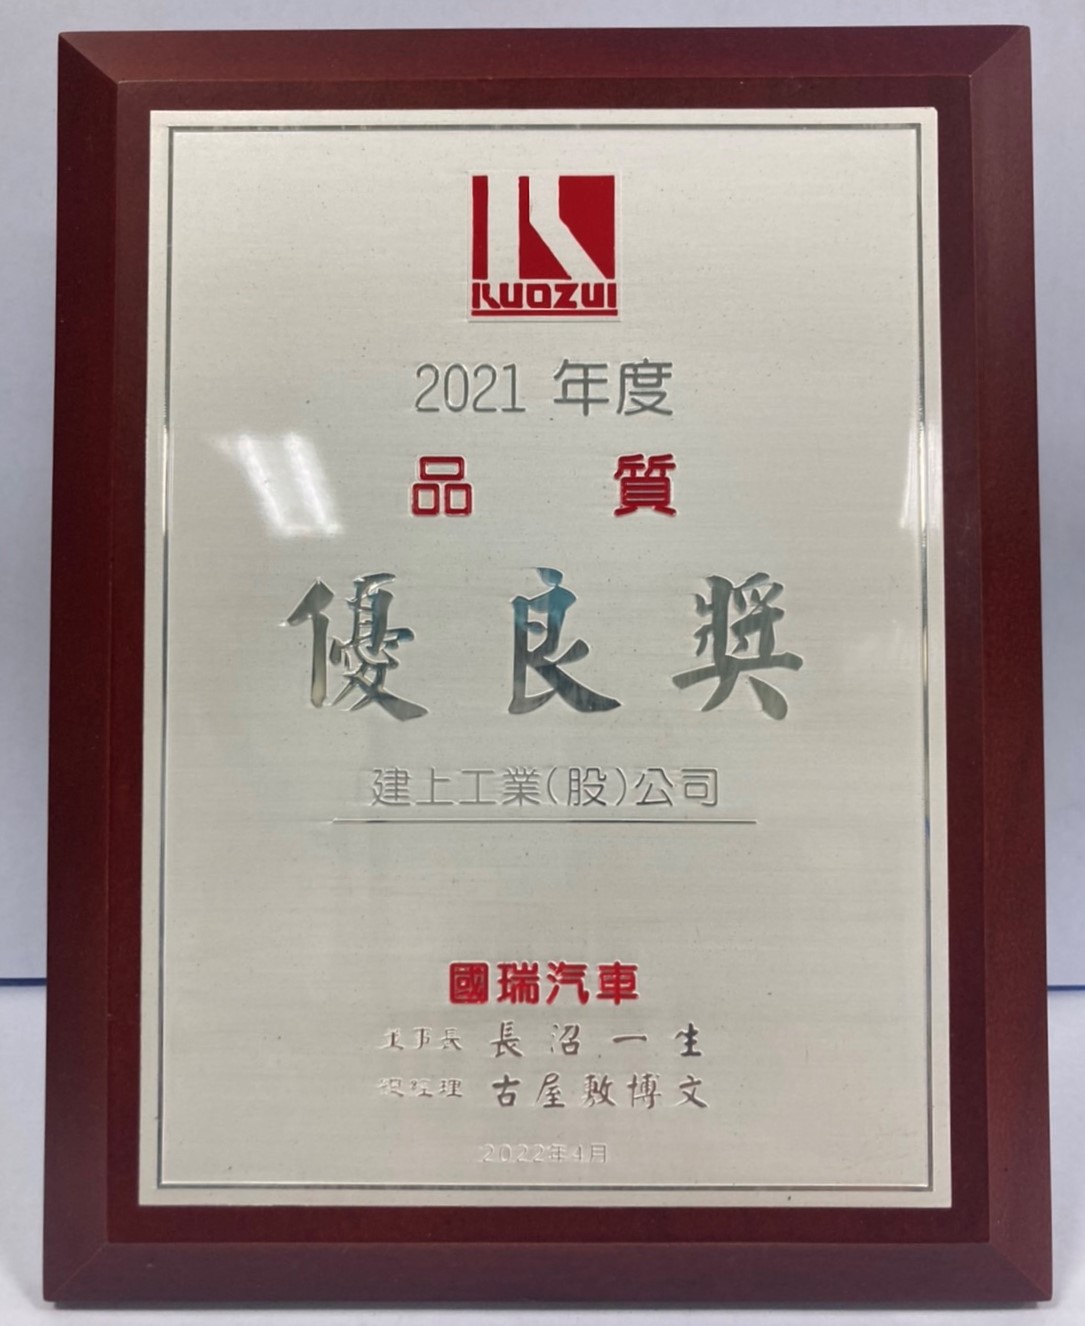 KUOZUI
2021 年度
品 質
優 良 獎
建上工業(股)公司
國瑞汽車
董事長 長沼一生
總經理 古屋敷博文
2022年4月